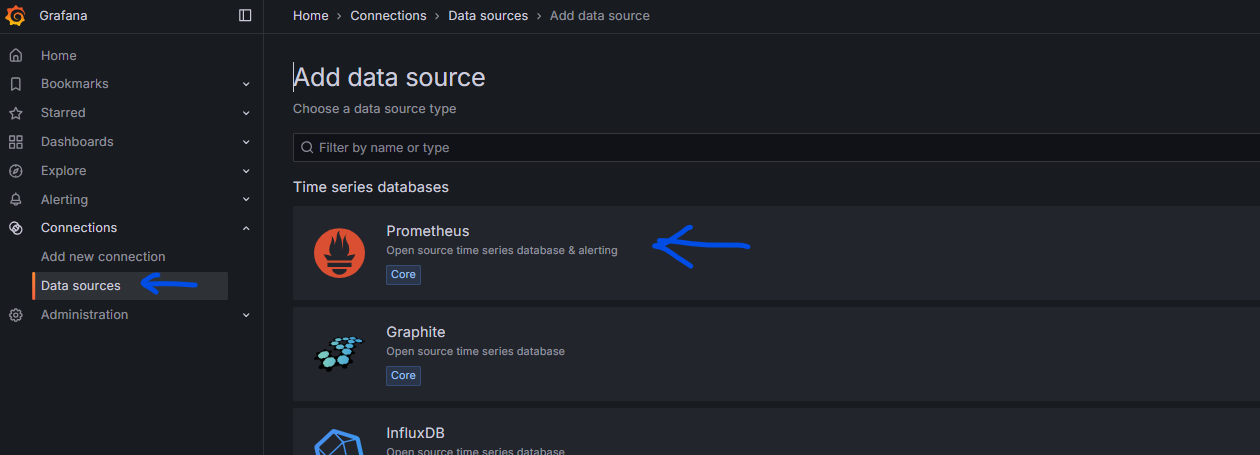 Grafana
Home › Connections › Data sources › Add data source
Home
Bookmarks
Starred
Dashboards
Explore
Alerting
Connections
Add new connection
Data sources
Administration
Add data source
Choose a data source type
Filter by name or type
Time series databases
Prometheus
Open source time series database & alerting
Core
Graphite
Open source time series database
Core
InfluxDB
Open source time series database